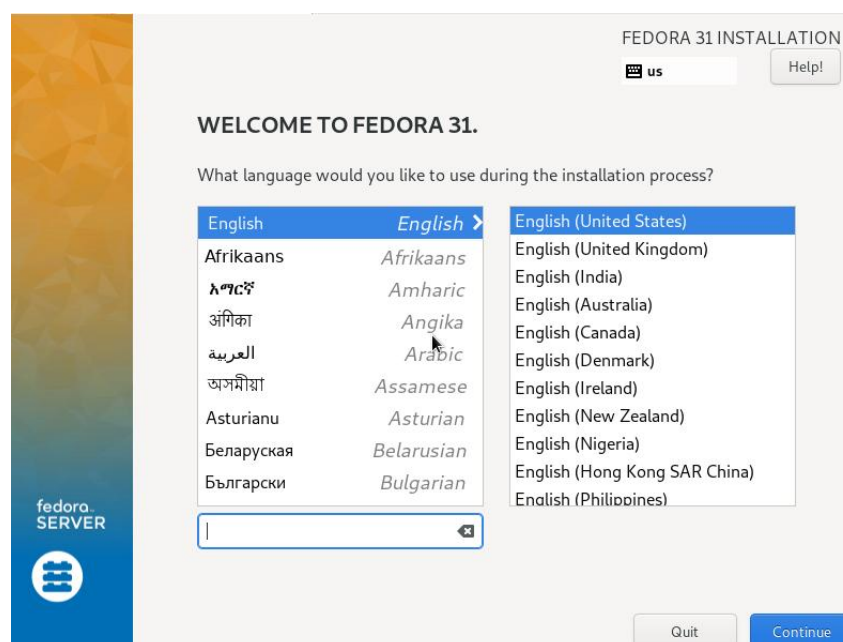 FEDORA 31 INSTALLATION
us
Help!
WELCOME TO FEDORA 31.
What language would you like to use during the installation process?
English English
Afrikaans Afrikaans
አማርኛ Amharic
अंगिका Angika
العربية Arabic
অসমীয়া Assamese
Asturianu Asturian
Беларуская Belarusian
Български Bulgarian
English (United States)
English (United Kingdom)
English (India)
English (Australia)
English (Canada)
English (Denmark)
English (Ireland)
English (New Zealand)
English (Nigeria)
English (Hong Kong SAR China)
English (Philippines)
fedora
SERVER
Quit
Continue